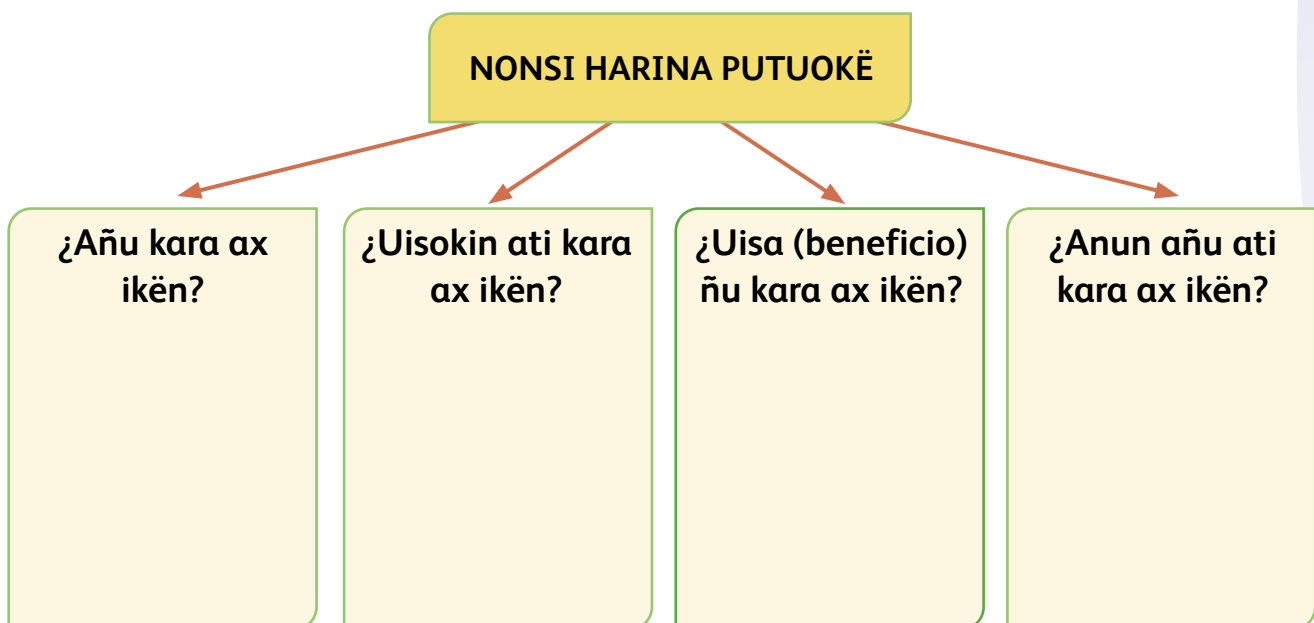 NONSI HARINA PUTUOKË
¿Añu kara ax
ikën?
¿Uisokin ati kara
ax ikën?
¿Uisa (beneficio)
ñu kara ax ikën?
¿Anun añu ati
kara ax ikën?